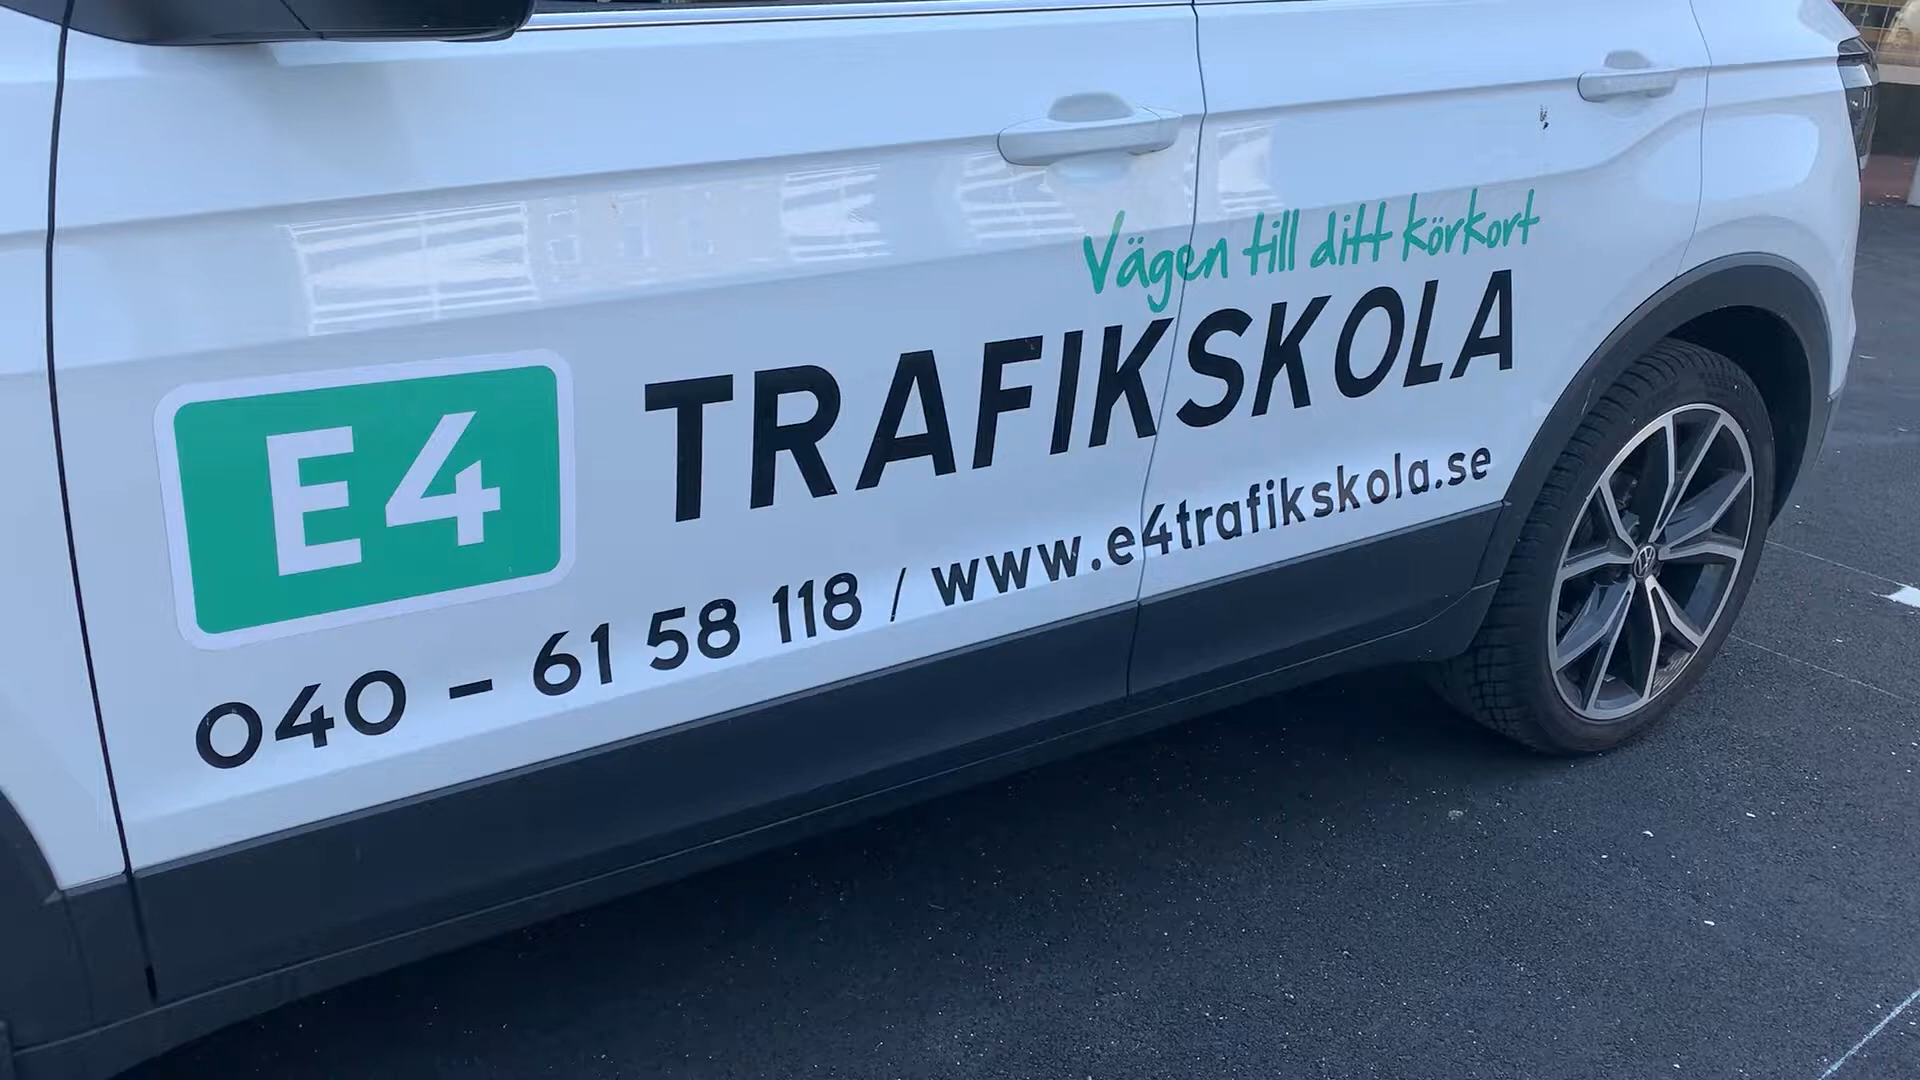 Vägen till ditt körkort
E4 TRAFIKSKOLA
040 - 61 58 118 / www.e4trafikskola.se